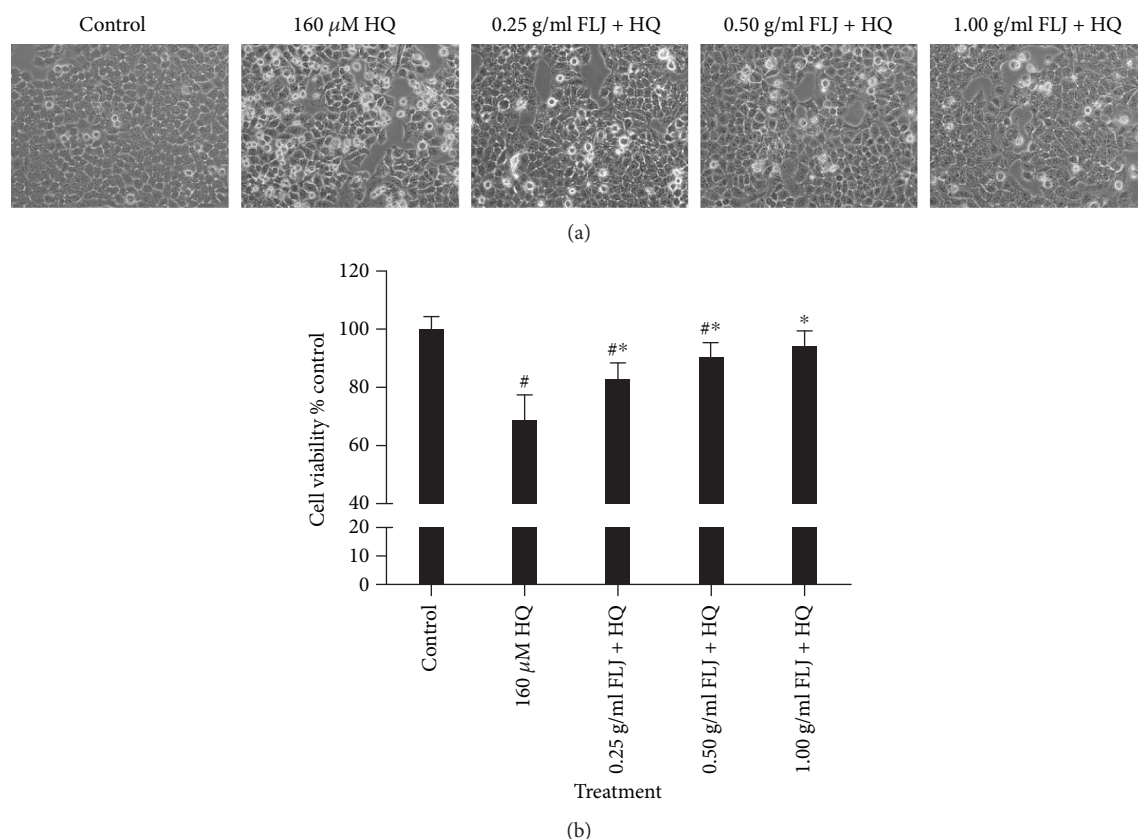 Control
160 μM HQ
0.25 g/ml FLJ + HQ
0.50 g/ml FLJ + HQ
1.00 g/ml FLJ + HQ
(a)
120
100
80
60
40
20
10
0
Cell viability % control
#
#*
#*
*
Control
160 μM HQ
0.25 g/ml FLJ + HQ
0.50 g/ml FLJ + HQ
1.00 g/ml FLJ + HQ
Treatment
(b)